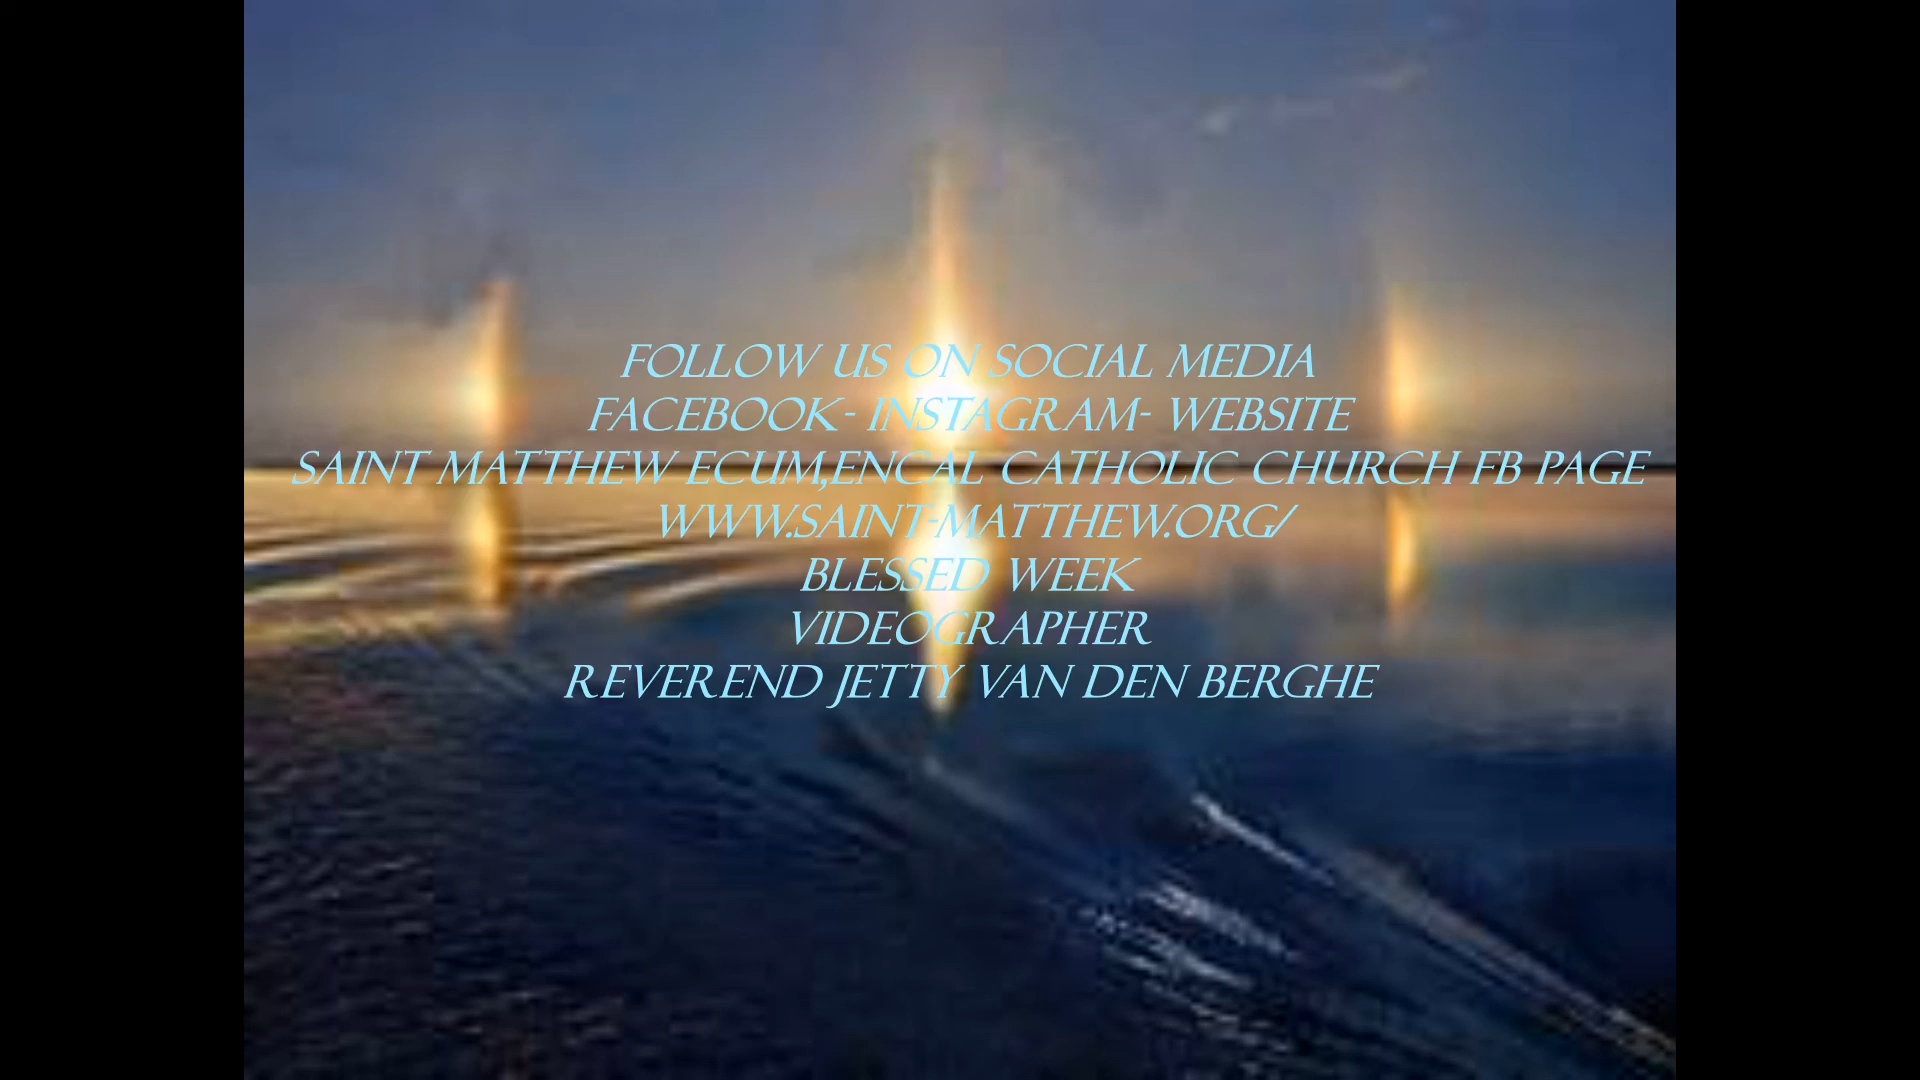 FOLLOW US ON SOCIAL MEDIA
FACEBOOK- INSTAGRAM- WEBSITE
SAINT MATTHEW ECUM,ENCAL CATHOLIC CHURCH FB PAGE
WWW.SAINT-MATTHEW.ORG/
BLESSED WEEK
VIDEOGRAPHER
REVEREND JETTY VAN DEN BERGHE